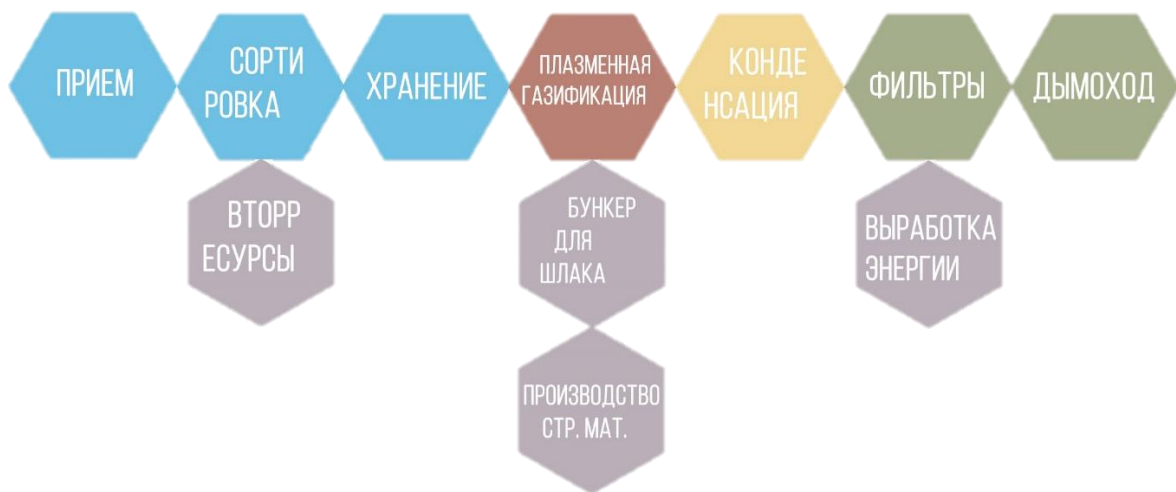 ПРИЕМ
СОРТИ
РОВКА
ХРАНЕНИЕ
ПЛАЗМЕННАЯ
ГАЗИФИКАЦИЯ
КОНДЕ
НСАЦИЯ
ФИЛЬТРЫ
ДЫМОХОД
ВТОРР
ЕСУРСЫ
БУНКЕР
ДЛЯ
ШЛАКА
ВЫРАБОТКА
ЭНЕРГИИ
ПРОИЗВОДСТВО
СТР. МАТ.